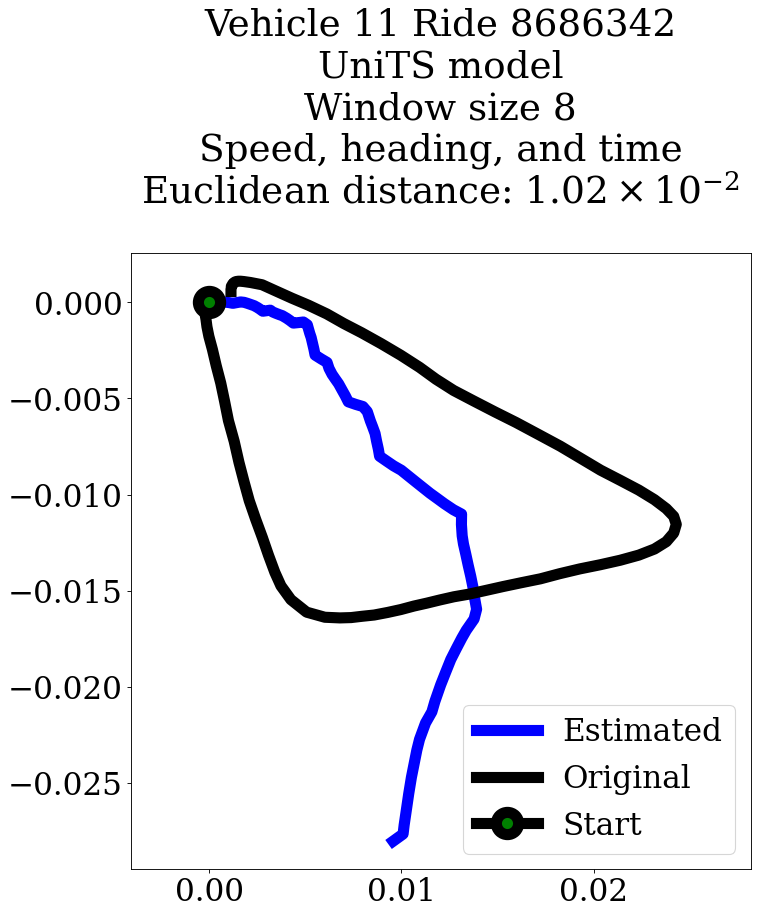 Vehicle 11 Ride 8686342
UniTS model
Window size 8
Speed, heading, and time
Euclidean distance: 1.02 × 10⁻²
0.000
−0.005
−0.010
−0.015
−0.020
−0.025
Estimated
Original
Start
0.00 0.01 0.02